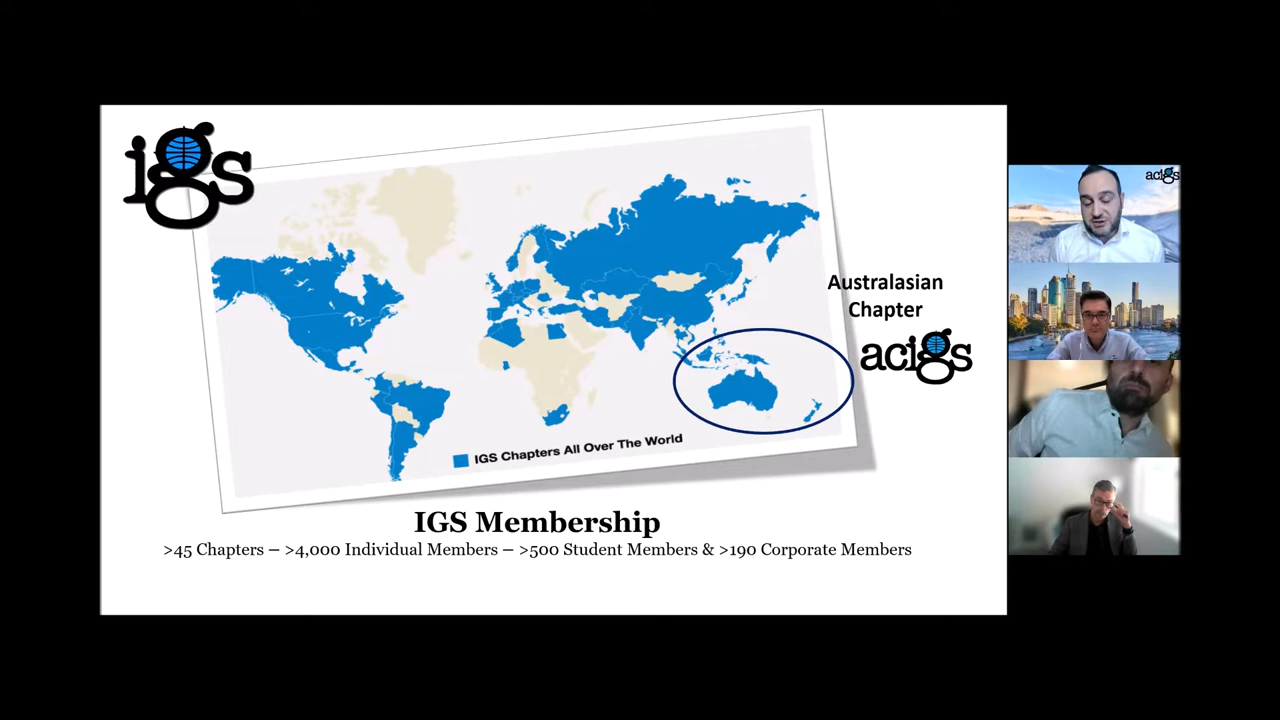 igs
acigs
Australasian
Chapter
acigs
IGS Chapters All Over The World
IGS Membership
>45 Chapters – >4,000 Individual Members – >500 Student Members & >190 Corporate Members